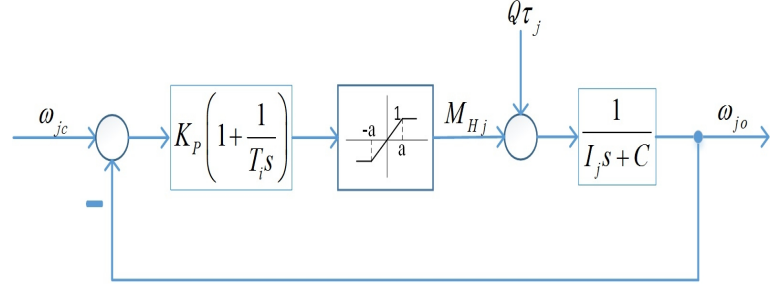 Qτ_j
ω_jc
K_P(1+1/(T_i s))
1
-a
a
M_Hj
1/(I_j s+C)
ω_jo
-